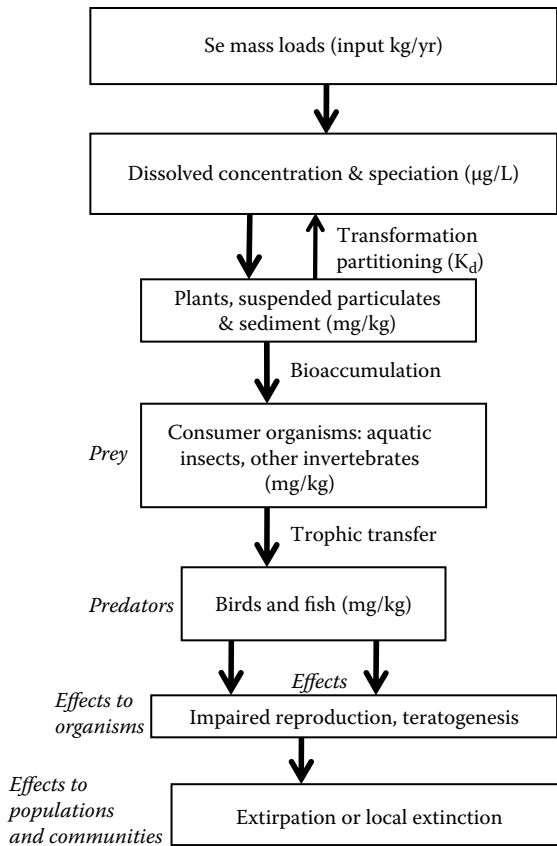 Se mass loads (input kg/yr)
Dissolved concentration & speciation (μg/L)
Transformation
partitioning (Kd)
Plants, suspended particulates
& sediment (mg/kg)
Bioaccumulation
Prey
Consumer organisms: aquatic
insects, other invertebrates
(mg/kg)
Trophic transfer
Predators
Birds and fish (mg/kg)
Effects
Effects to
organisms
Impaired reproduction, teratogenesis
Effects to
populations
and communities
Extirpation or local extinction